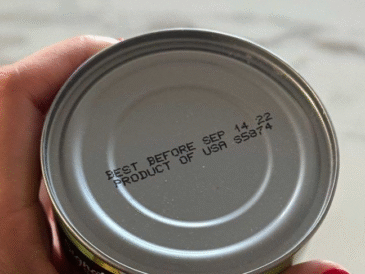 BEST BEFORE SEP 14 22
PRODUCT OF USA S5874